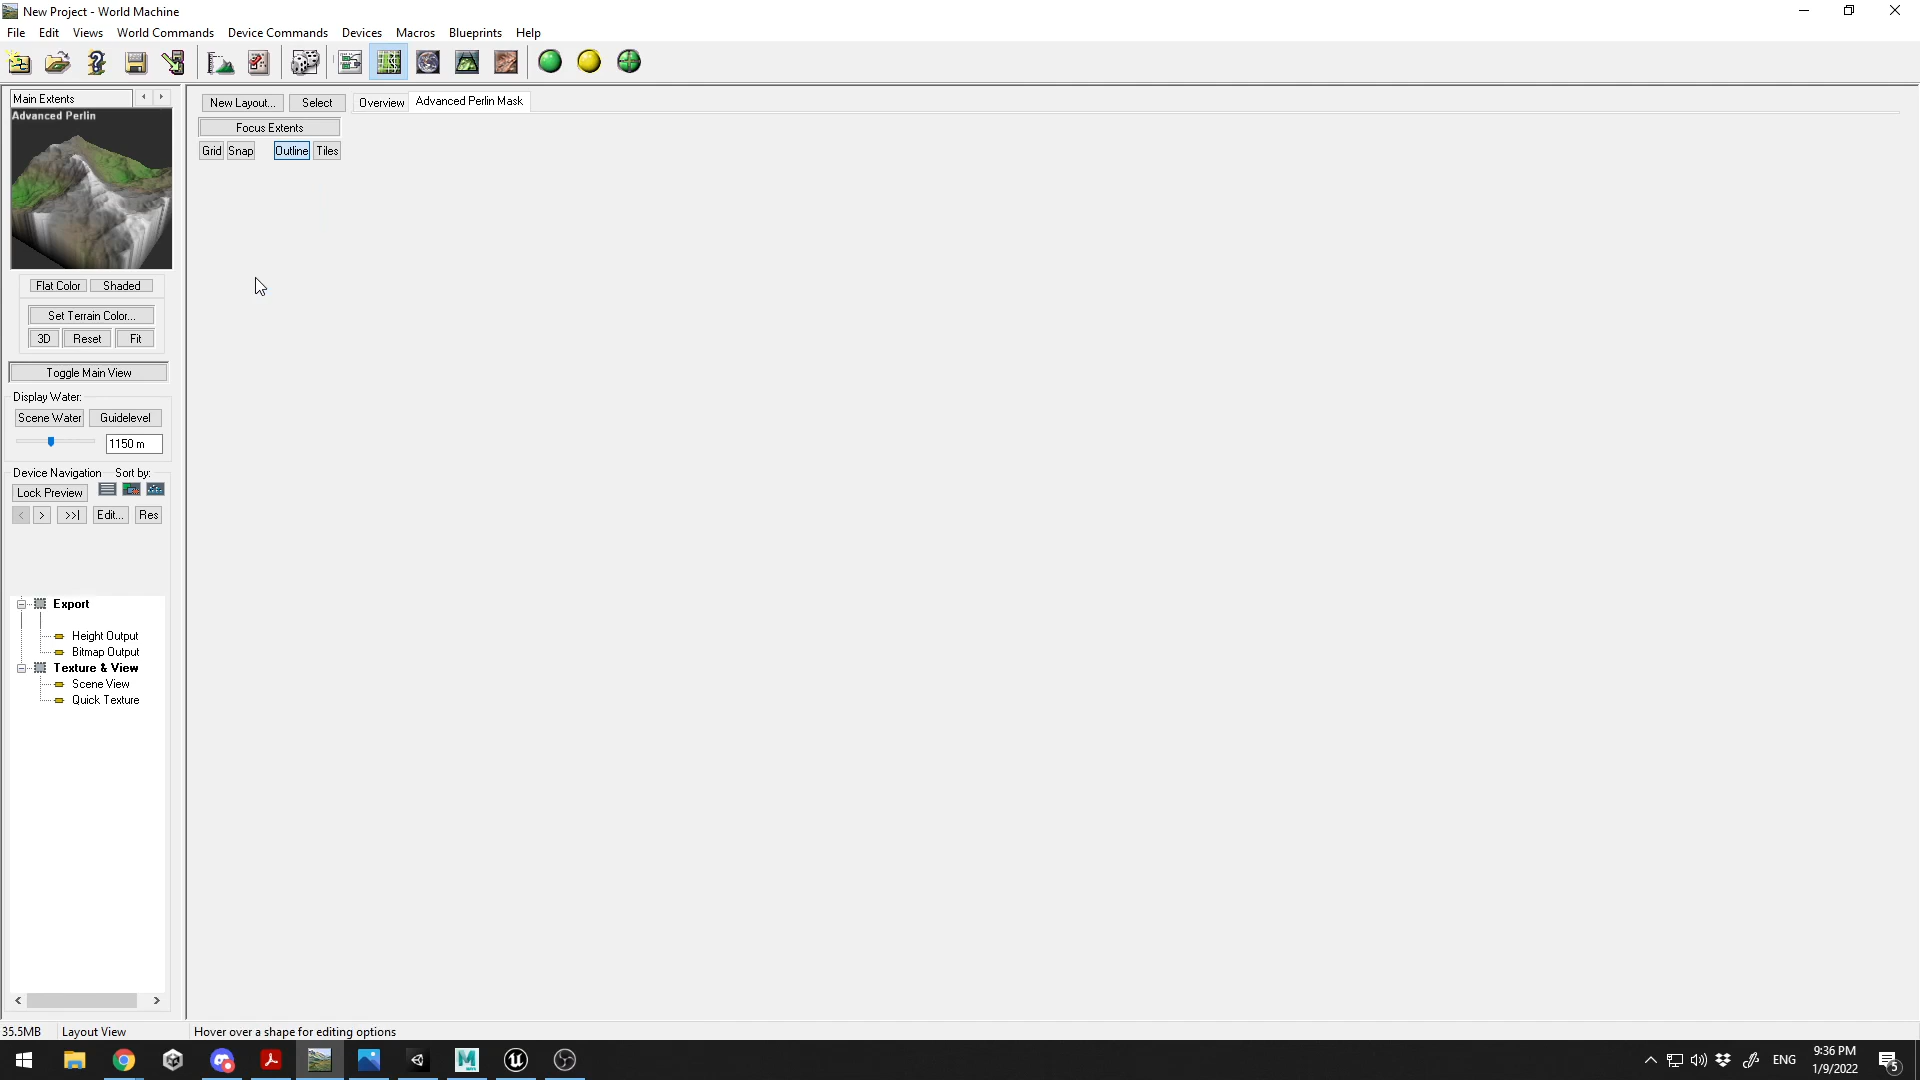 New Project - World Machine
File Edit Views World Commands Device Commands Devices Macros Blueprints Help
Main Extents
New Layout... Select Overview Advanced Perlin Mask
Advanced Perlin
Focus Extents
Grid Snap Outline Tiles
Flat Color Shaded
Set Terrain Color...
3D Reset Fit
Toggle Main View
Display Water:
Scene Water Guidelevel
1150 m
Device Navigation Sort by:
Lock Preview
< > >>| Edit... Res
Export
Height Output
Bitmap Output
Texture & View
Scene View
Quick Texture
35.5MB Layout View Hover over a shape for editing options
ENG 9:36 PM
1/9/2022
5